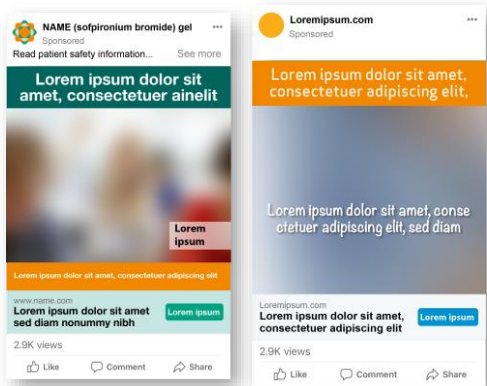 NAME (sofpironium bromide) gel
Sponsored
Read patient safety information... See more
Lorem ipsum dolor sit
amet, consectetuer ainelit
Lorem
ipsum
Lorem ipsum dolor sit amet, consectetuer adipiscing elit
www.name.com
Lorem ipsum dolor sit amet
sed diam nonummy nibh
Lorem ipsum
2.9K views
Like Comment Share
Loremipsum.com
Sponsored
Lorem ipsum dolor sit amet,
consectetuer adipiscing elit,
Lorem ipsum dolor sit amet, conse
ctetuer adipiscing elit, sed diam
Loremipsum.com
Lorem ipsum dolor sit amet,
consectetuer adipiscing elit
Lorem ipsum
2.9K views
Like Comment Share